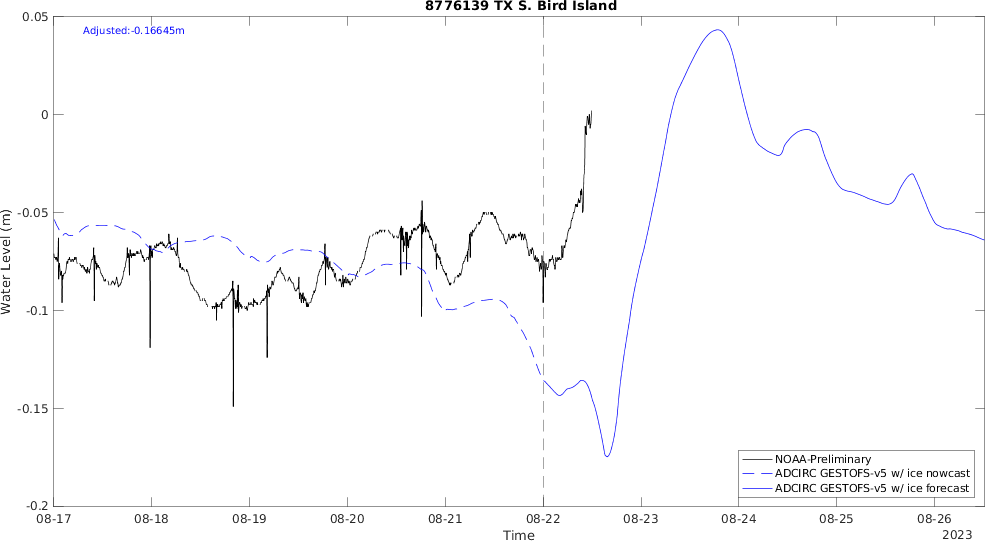 8776139 TX S. Bird Island
Adjusted:-0.16645m
0.05
0
-0.05
-0.1
-0.15
-0.2
Water Level (m)
NOAA-Preliminary
ADCIRC GESTOFS-v5 w/ ice nowcast
ADCIRC GESTOFS-v5 w/ ice forecast
08-17 08-18 08-19 08-20 08-21 08-22 08-23 08-24 08-25 08-26
Time
2023